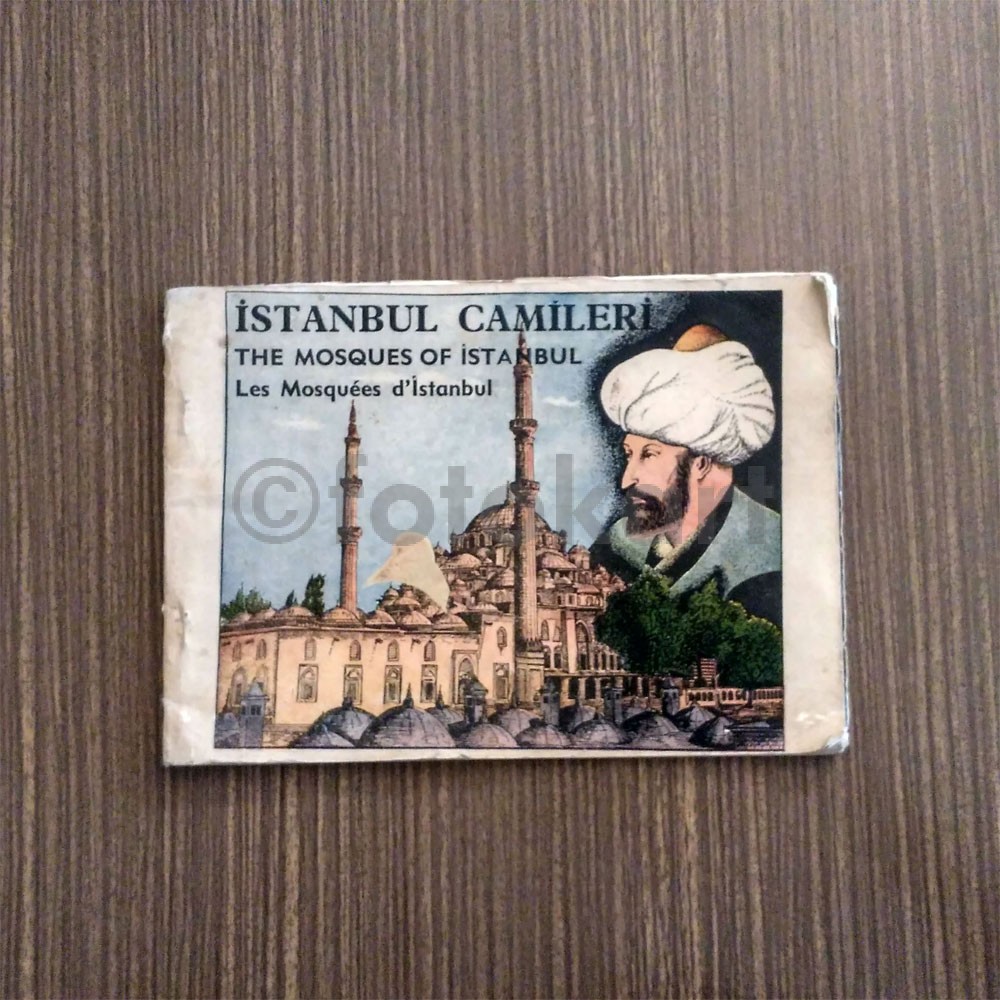 İSTANBUL CAMİLERİ
THE MOSQUES OF İSTANBUL
Les Mosquées d'İstanbul
©fotokart